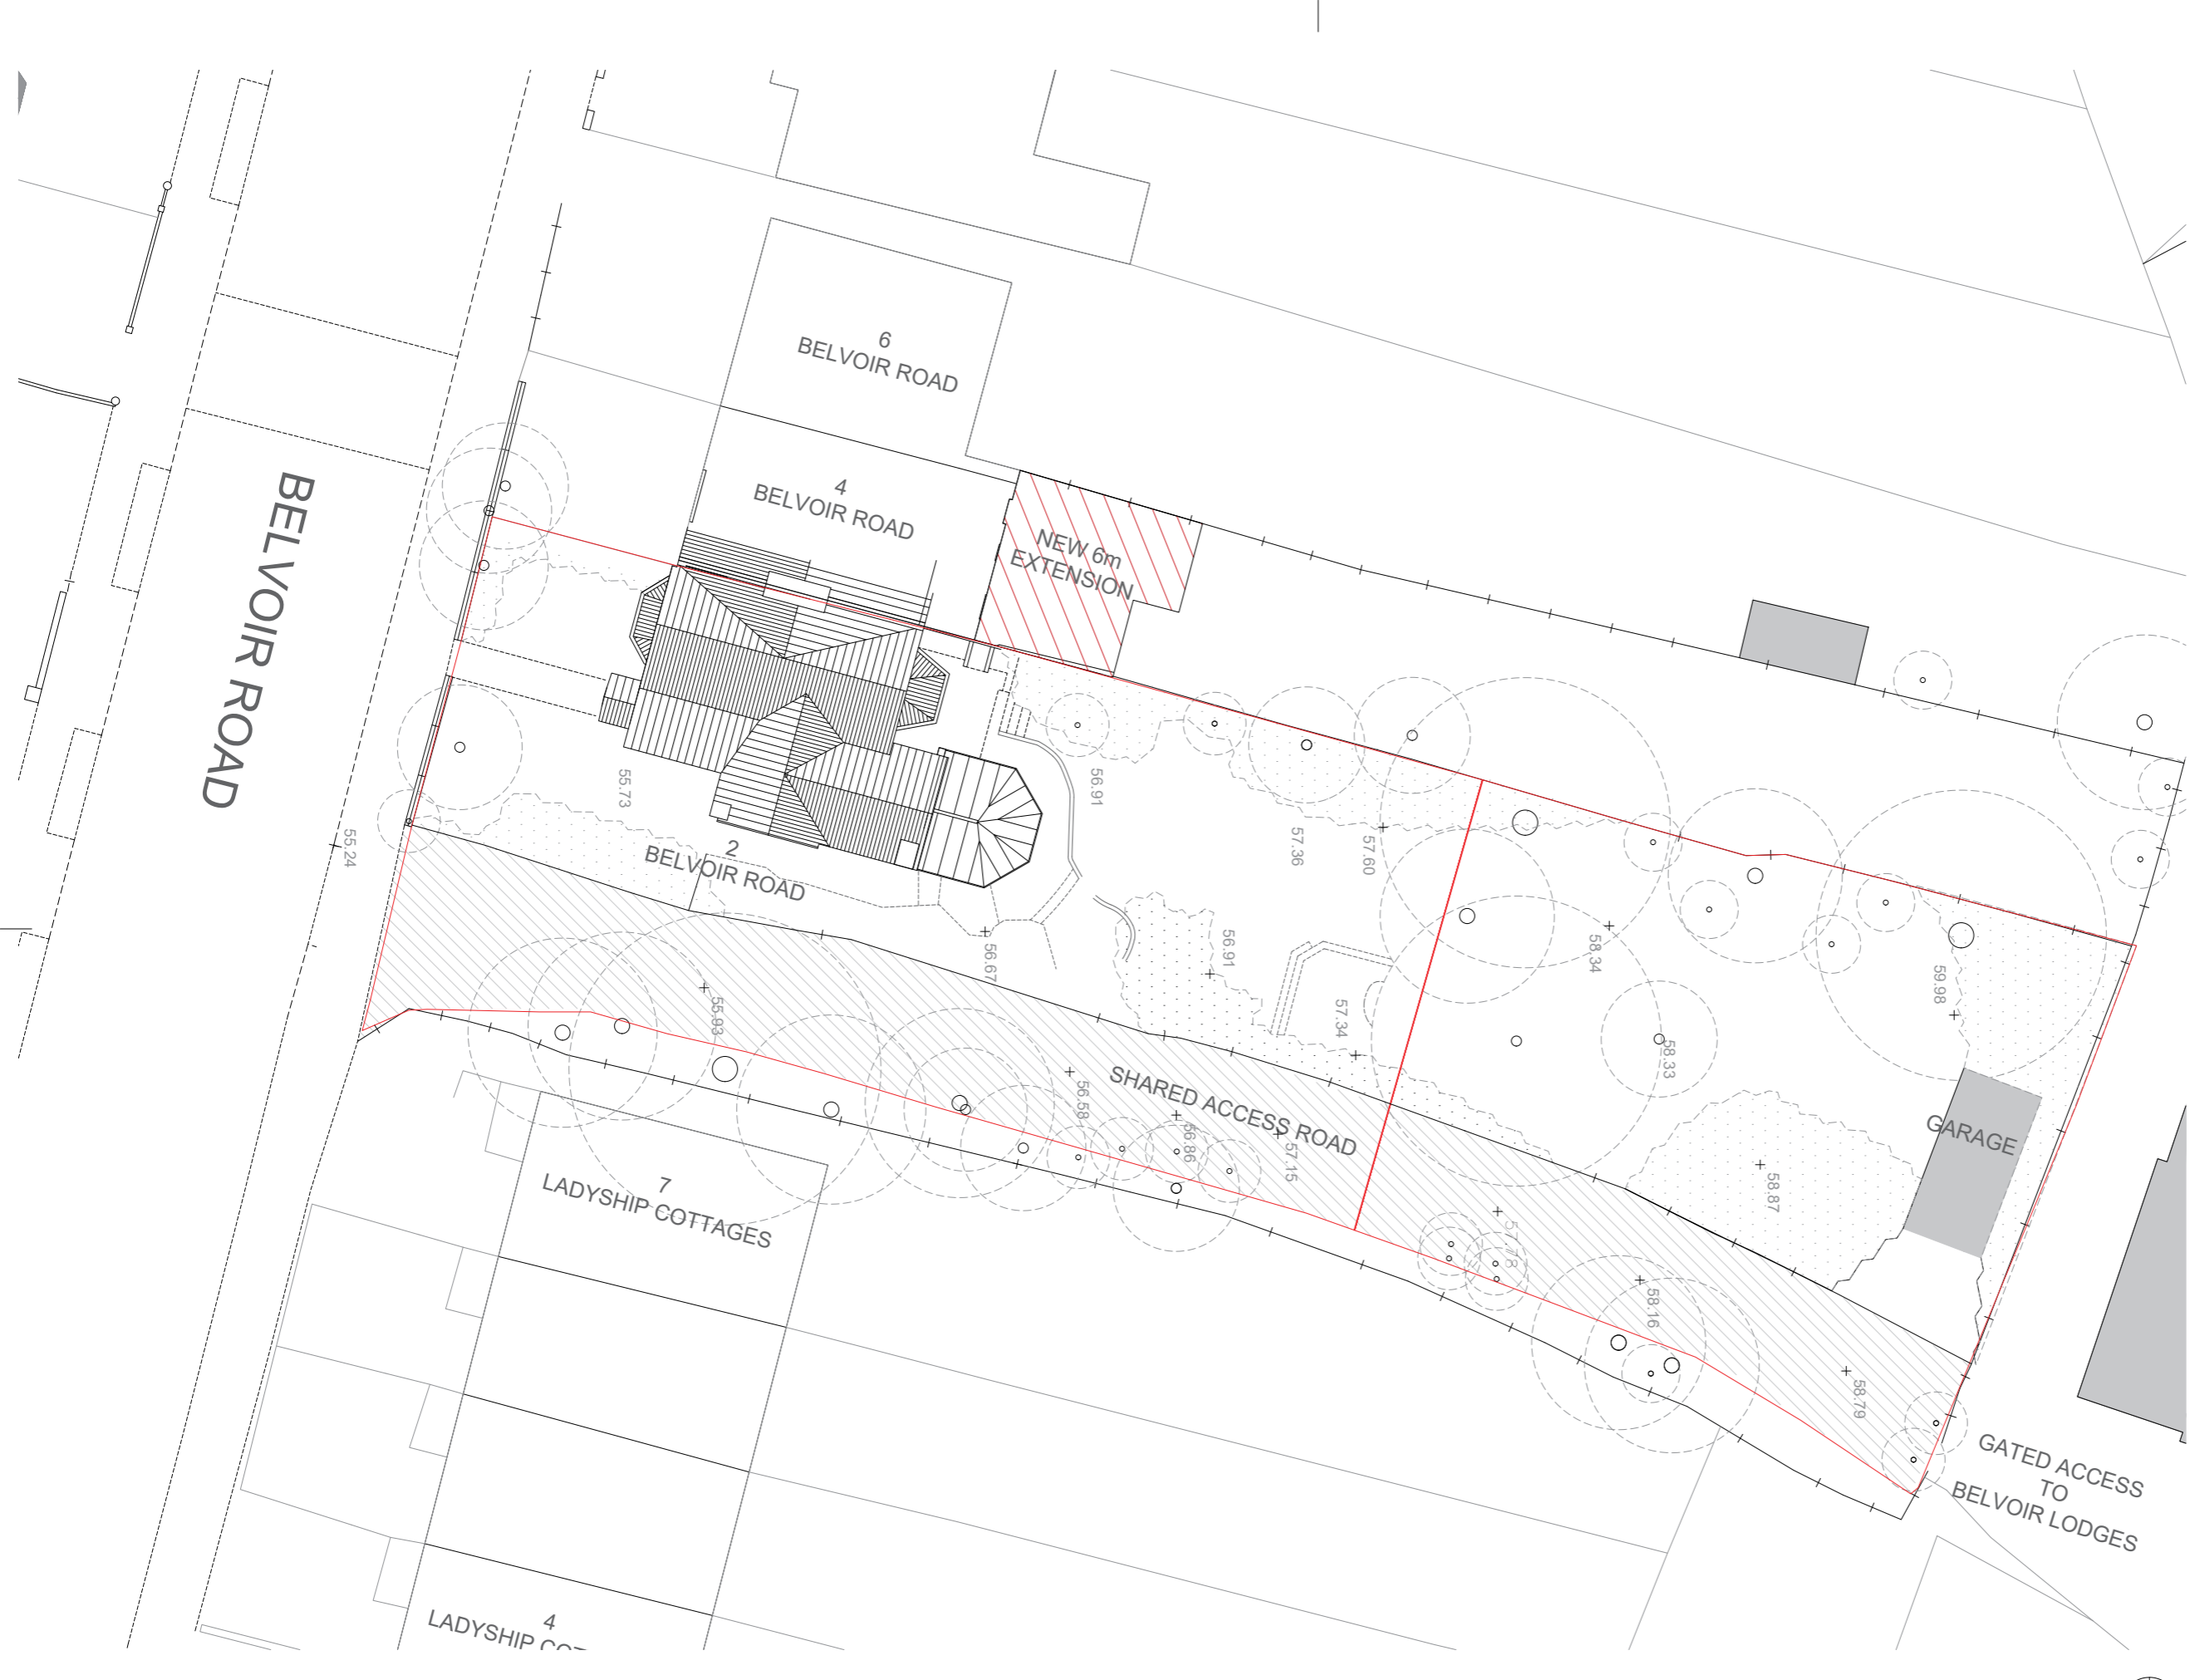 6
BELVOIR ROAD
4
BELVOIR ROAD
NEW 6m
EXTENSION
BELVOIR ROAD
55.73
56.91
57.36
57.60
55.24
2
BELVOIR ROAD
56.67
56.91
58.34
59.98
55.93
57.34
58.33
SHARED ACCESS ROAD
56.58
56.86
57.15
GARAGE
58.87
7
LADYSHIP COTTAGES
58.16
58.79
GATED ACCESS
TO
BELVOIR LODGES
4
LADYSHIP